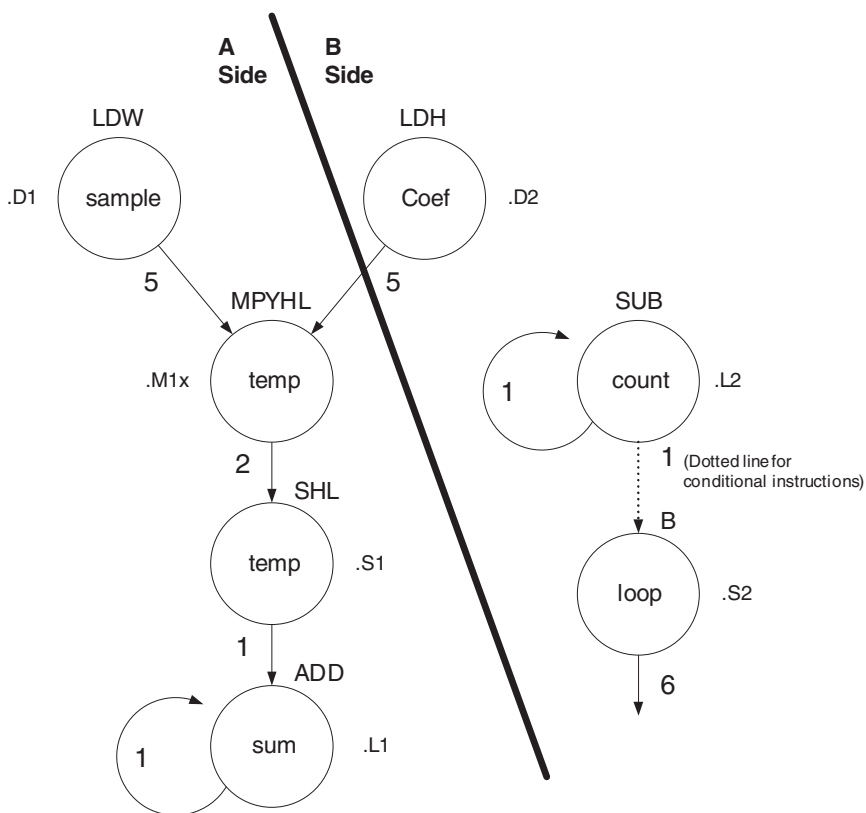 A
Side
B
Side
LDW
LDH
.D1
sample
Coef
.D2
5
5
MPYHL
SUB
.M1x
temp
1
count
.L2
2
1 (Dotted line for
conditional instructions)
SHL
B
temp
.S1
loop
.S2
1
ADD
6
1
sum
.L1